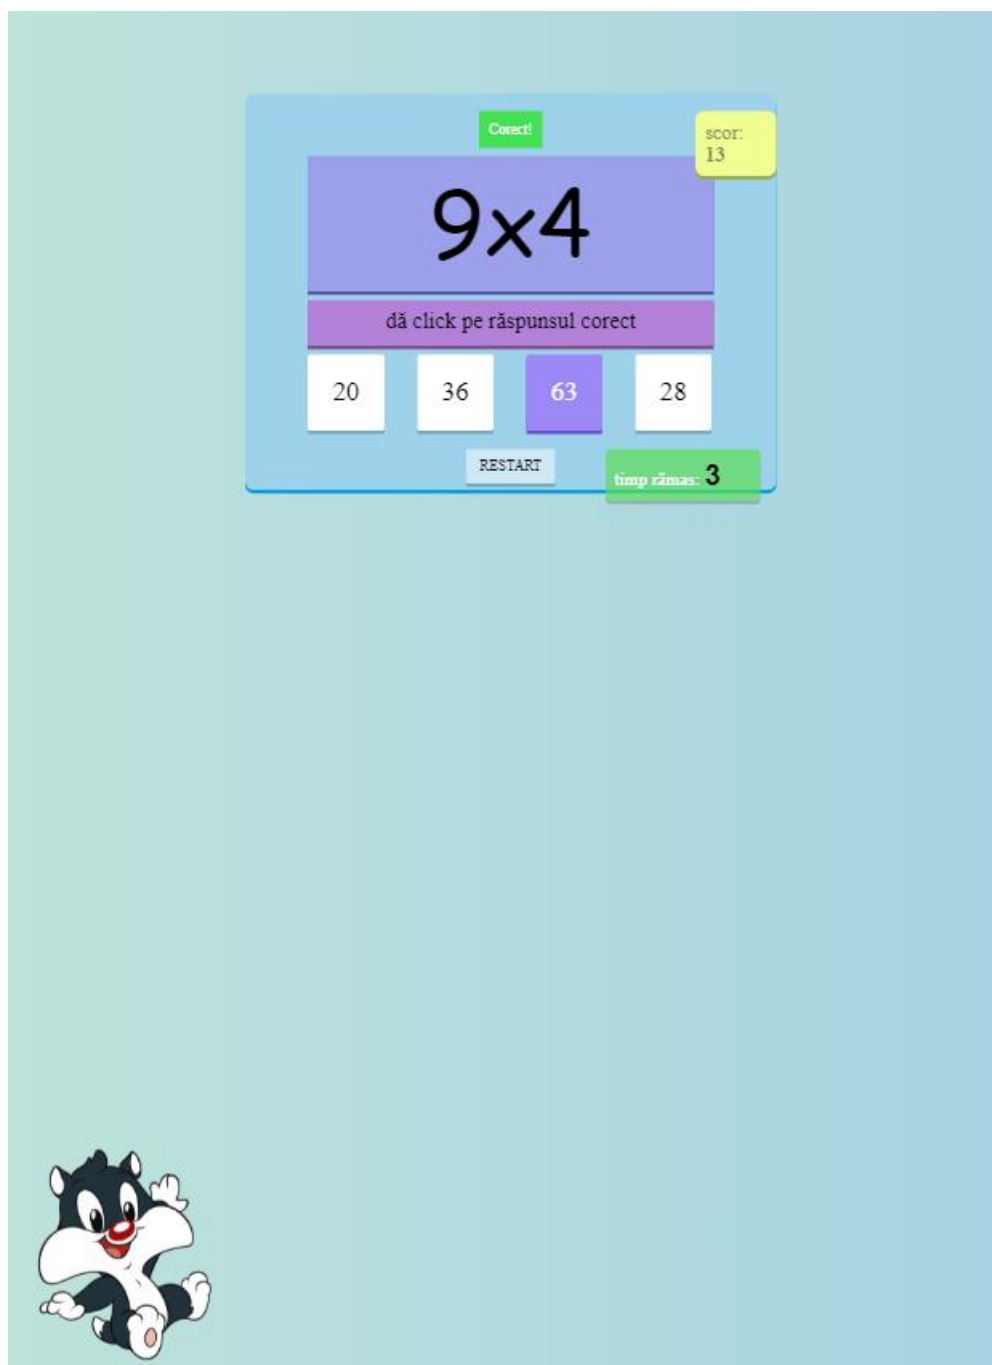 Corect!
scor:
13
9x4
dă click pe răspunsul corect
20 36 63 28
RESTART
timp rămas: 3